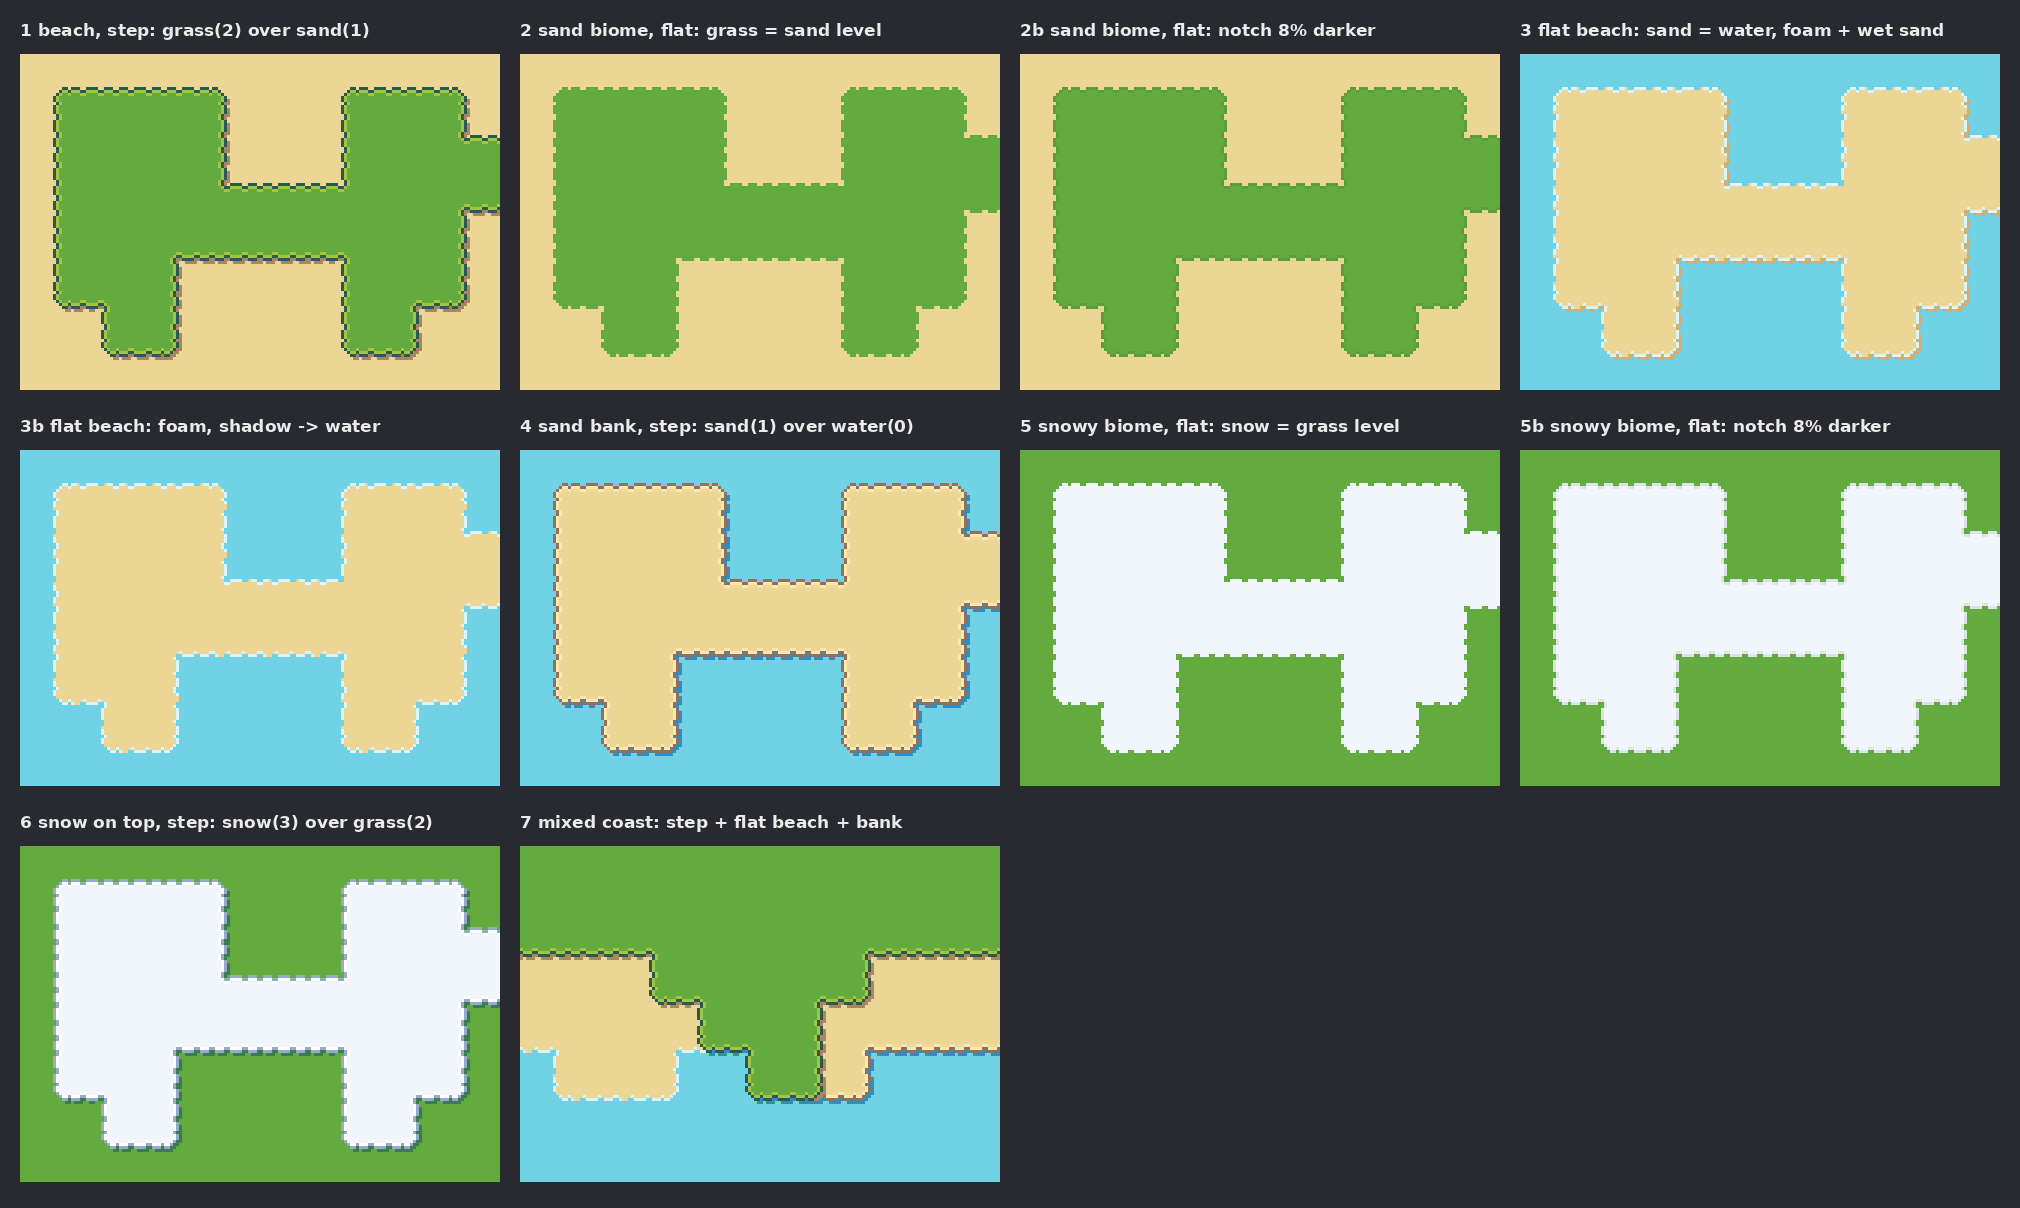 1 beach, step: grass(2) over sand(1)
2 sand biome, flat: grass = sand level
2b sand biome, flat: notch 8% darker
3 flat beach: sand = water, foam + wet sand
3b flat beach: foam, shadow -> water
4 sand bank, step: sand(1) over water(0)
5 snowy biome, flat: snow = grass level
5b snowy biome, flat: notch 8% darker
6 snow on top, step: snow(3) over grass(2)
7 mixed coast: step + flat beach + bank